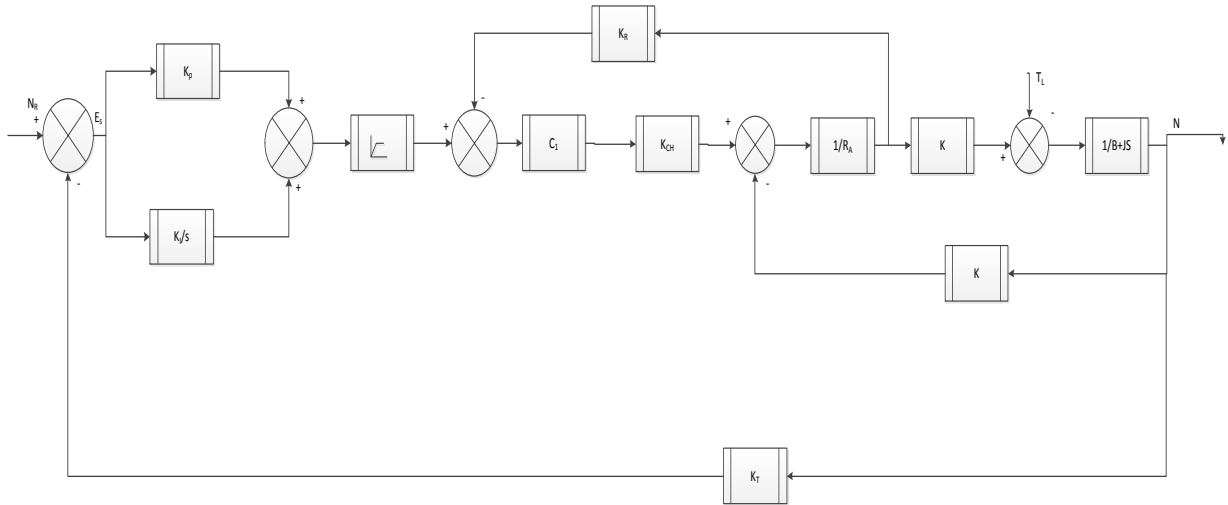 K_R
K_p
N_R
+
E_s
+
-
+
C_1
K_CH
+
1/R_A
K
T_L
-
+
1/B+JS
N
-
+
-
K_I/s
K
K_T